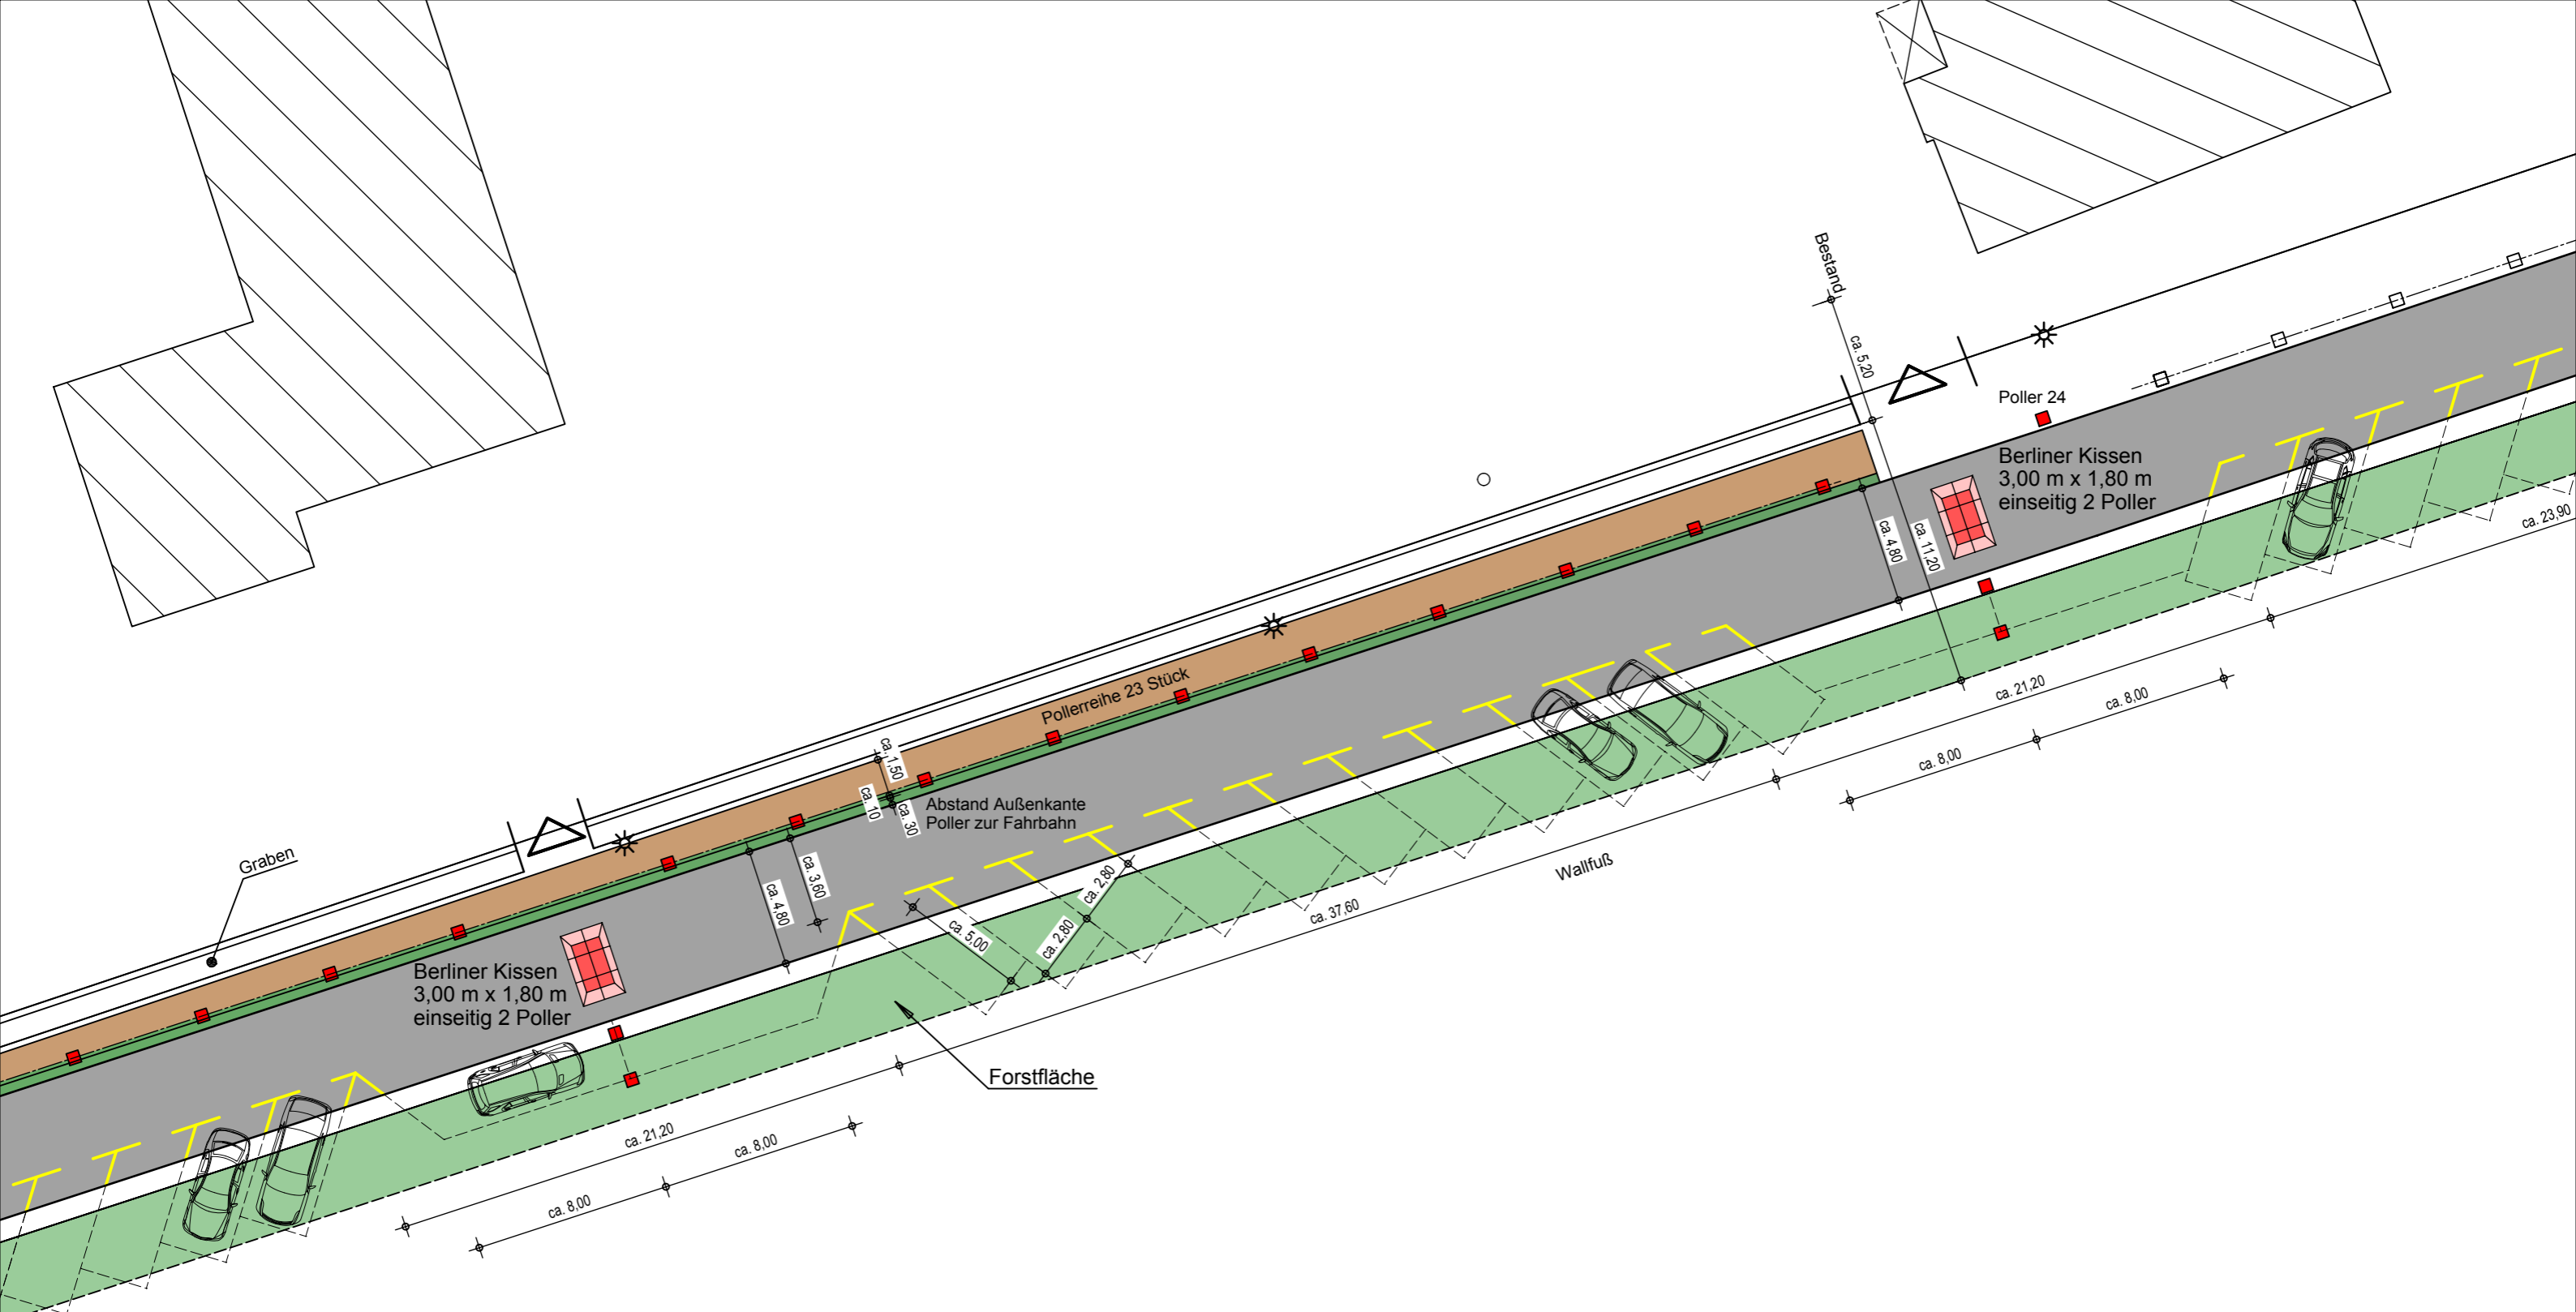 Bestand
ca. 5,20
Poller 24
Berliner Kissen
3,00 m x 1,80 m
einseitig 2 Poller
ca. 4,80
ca. 11,20
ca. 23,90
Pollerreihe 23 Stück
ca. 1,50
ca. 10
ca. 30
Abstand Außenkante
Poller zur Fahrbahn
ca. 21,20
ca. 8,00
ca. 8,00
Graben
ca. 4,80
ca. 3,60
ca. 5,00
ca. 2,80
ca. 2,80
Wallfuß
ca. 37,60
Berliner Kissen
3,00 m x 1,80 m
einseitig 2 Poller
Forstfläche
ca. 21,20
ca. 8,00
ca. 8,00